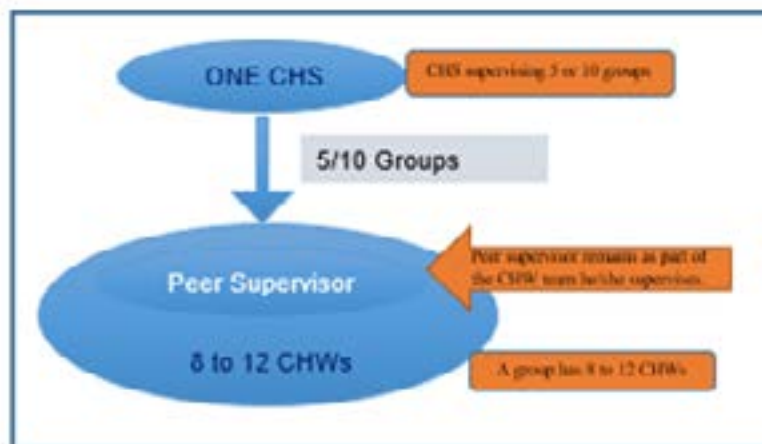 ONE CHS
CHS supervising 5 or 10 groups
5/10 Groups
Peer Supervisor
Peer supervisor remains as part of
the CHW team he/she supervises.
8 to 12 CHWs
A group has 8 to 12 CHWs